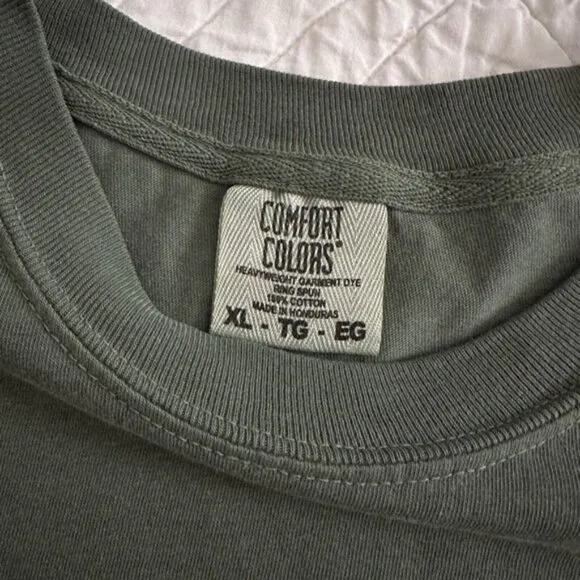 COMFORT
COLORS®
HEAVYWEIGHT GARMENT DYE
RING SPUN
100% COTTON
MADE IN HONDURAS
XL - TG - EG